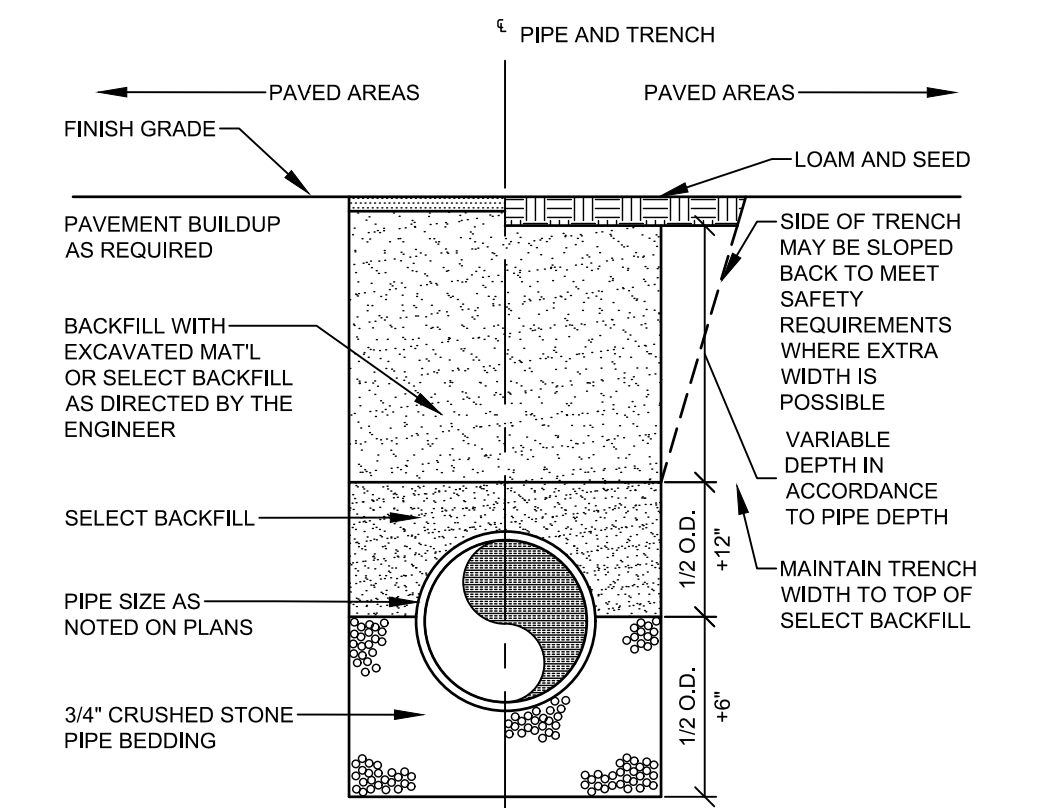 ℄ PIPE AND TRENCH
PAVED AREAS
PAVED AREAS
FINISH GRADE
LOAM AND SEED
PAVEMENT BUILDUP
AS REQUIRED
SIDE OF TRENCH
MAY BE SLOPED
BACK TO MEET
SAFETY
REQUIREMENTS
WHERE EXTRA
WIDTH IS
POSSIBLE
BACKFILL WITH
EXCAVATED MAT'L
OR SELECT BACKFILL
AS DIRECTED BY THE
ENGINEER
VARIABLE
DEPTH IN
ACCORDANCE
TO PIPE DEPTH
SELECT BACKFILL
1/2 O.D.
+12"
MAINTAIN TRENCH
WIDTH TO TOP OF
SELECT BACKFILL
PIPE SIZE AS
NOTED ON PLANS
1/2 O.D.
+6"
3/4" CRUSHED STONE
PIPE BEDDING